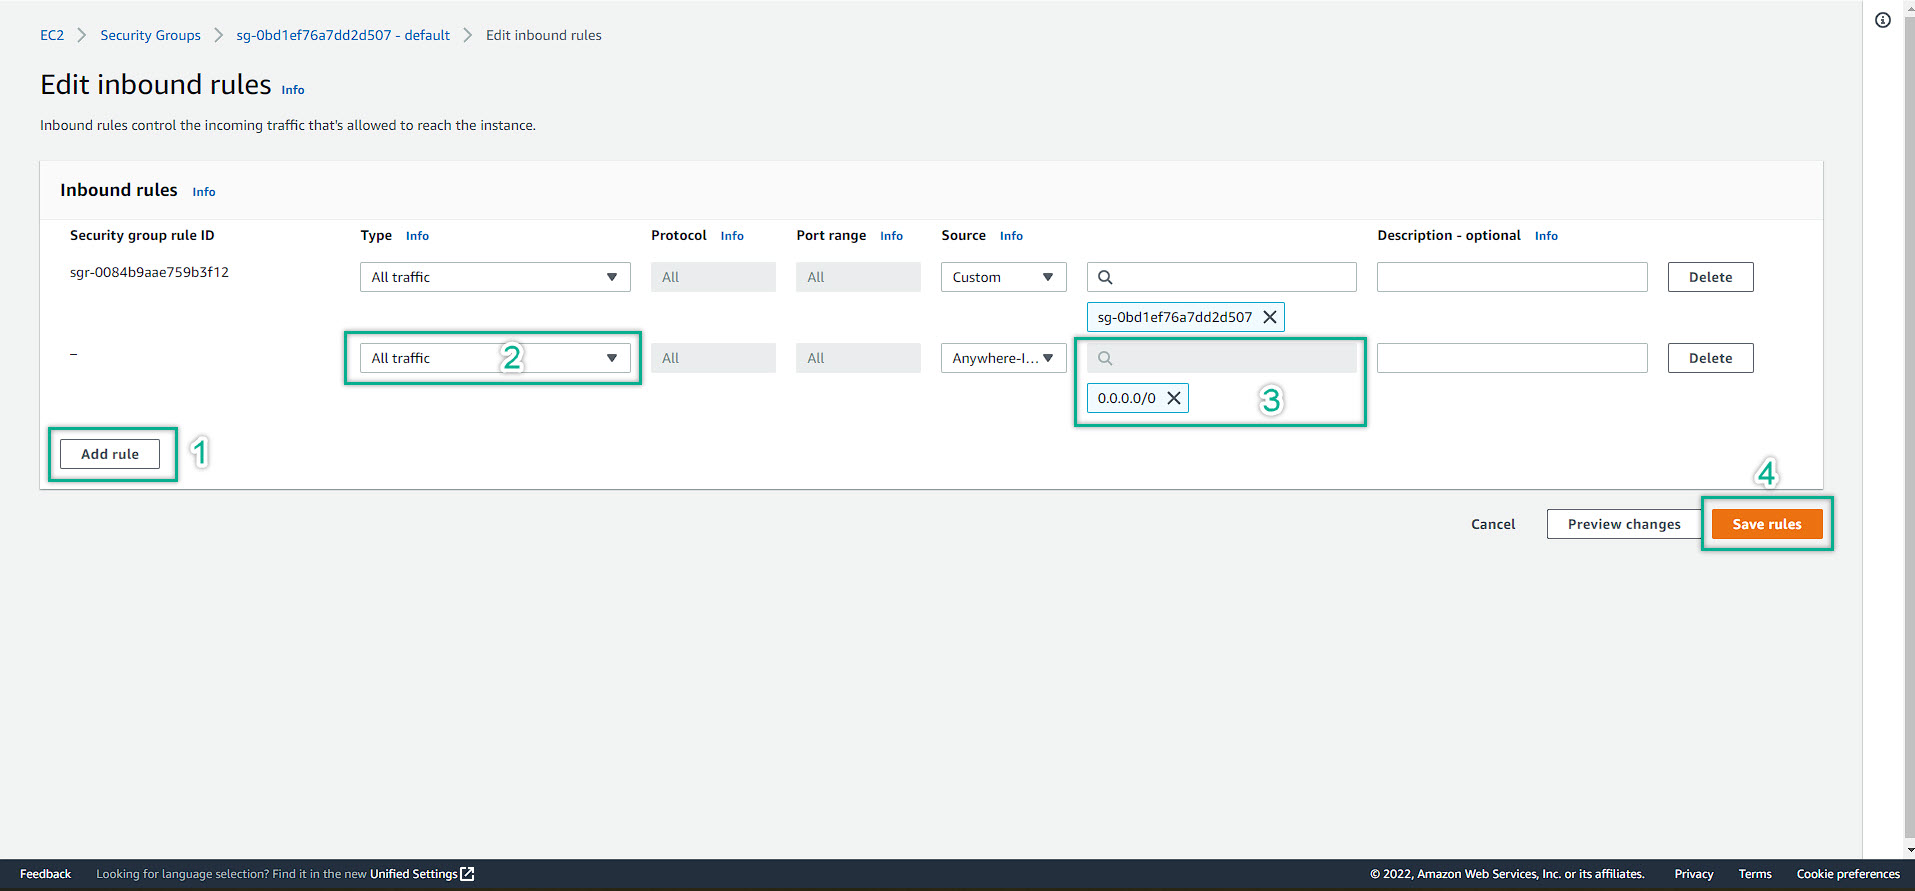 EC2 > Security Groups > sg-0bd1ef76a7dd2d507 - default > Edit inbound rules
Edit inbound rules Info
Inbound rules control the incoming traffic that's allowed to reach the instance.
Inbound rules Info
Security group rule ID Type Info Protocol Info Port range Info Source Info Description - optional Info
sgr-0084b9aae759b3f12 All traffic All All Custom Delete
sg-0bd1ef76a7dd2d507
– All traffic 2 All All Anywhere-I... Delete
0.0.0.0/0 3
Add rule 1
4
Cancel Preview changes Save rules
Feedback Looking for language selection? Find it in the new Unified Settings © 2022, Amazon Web Services, Inc. or its affiliates. Privacy Terms Cookie preferences